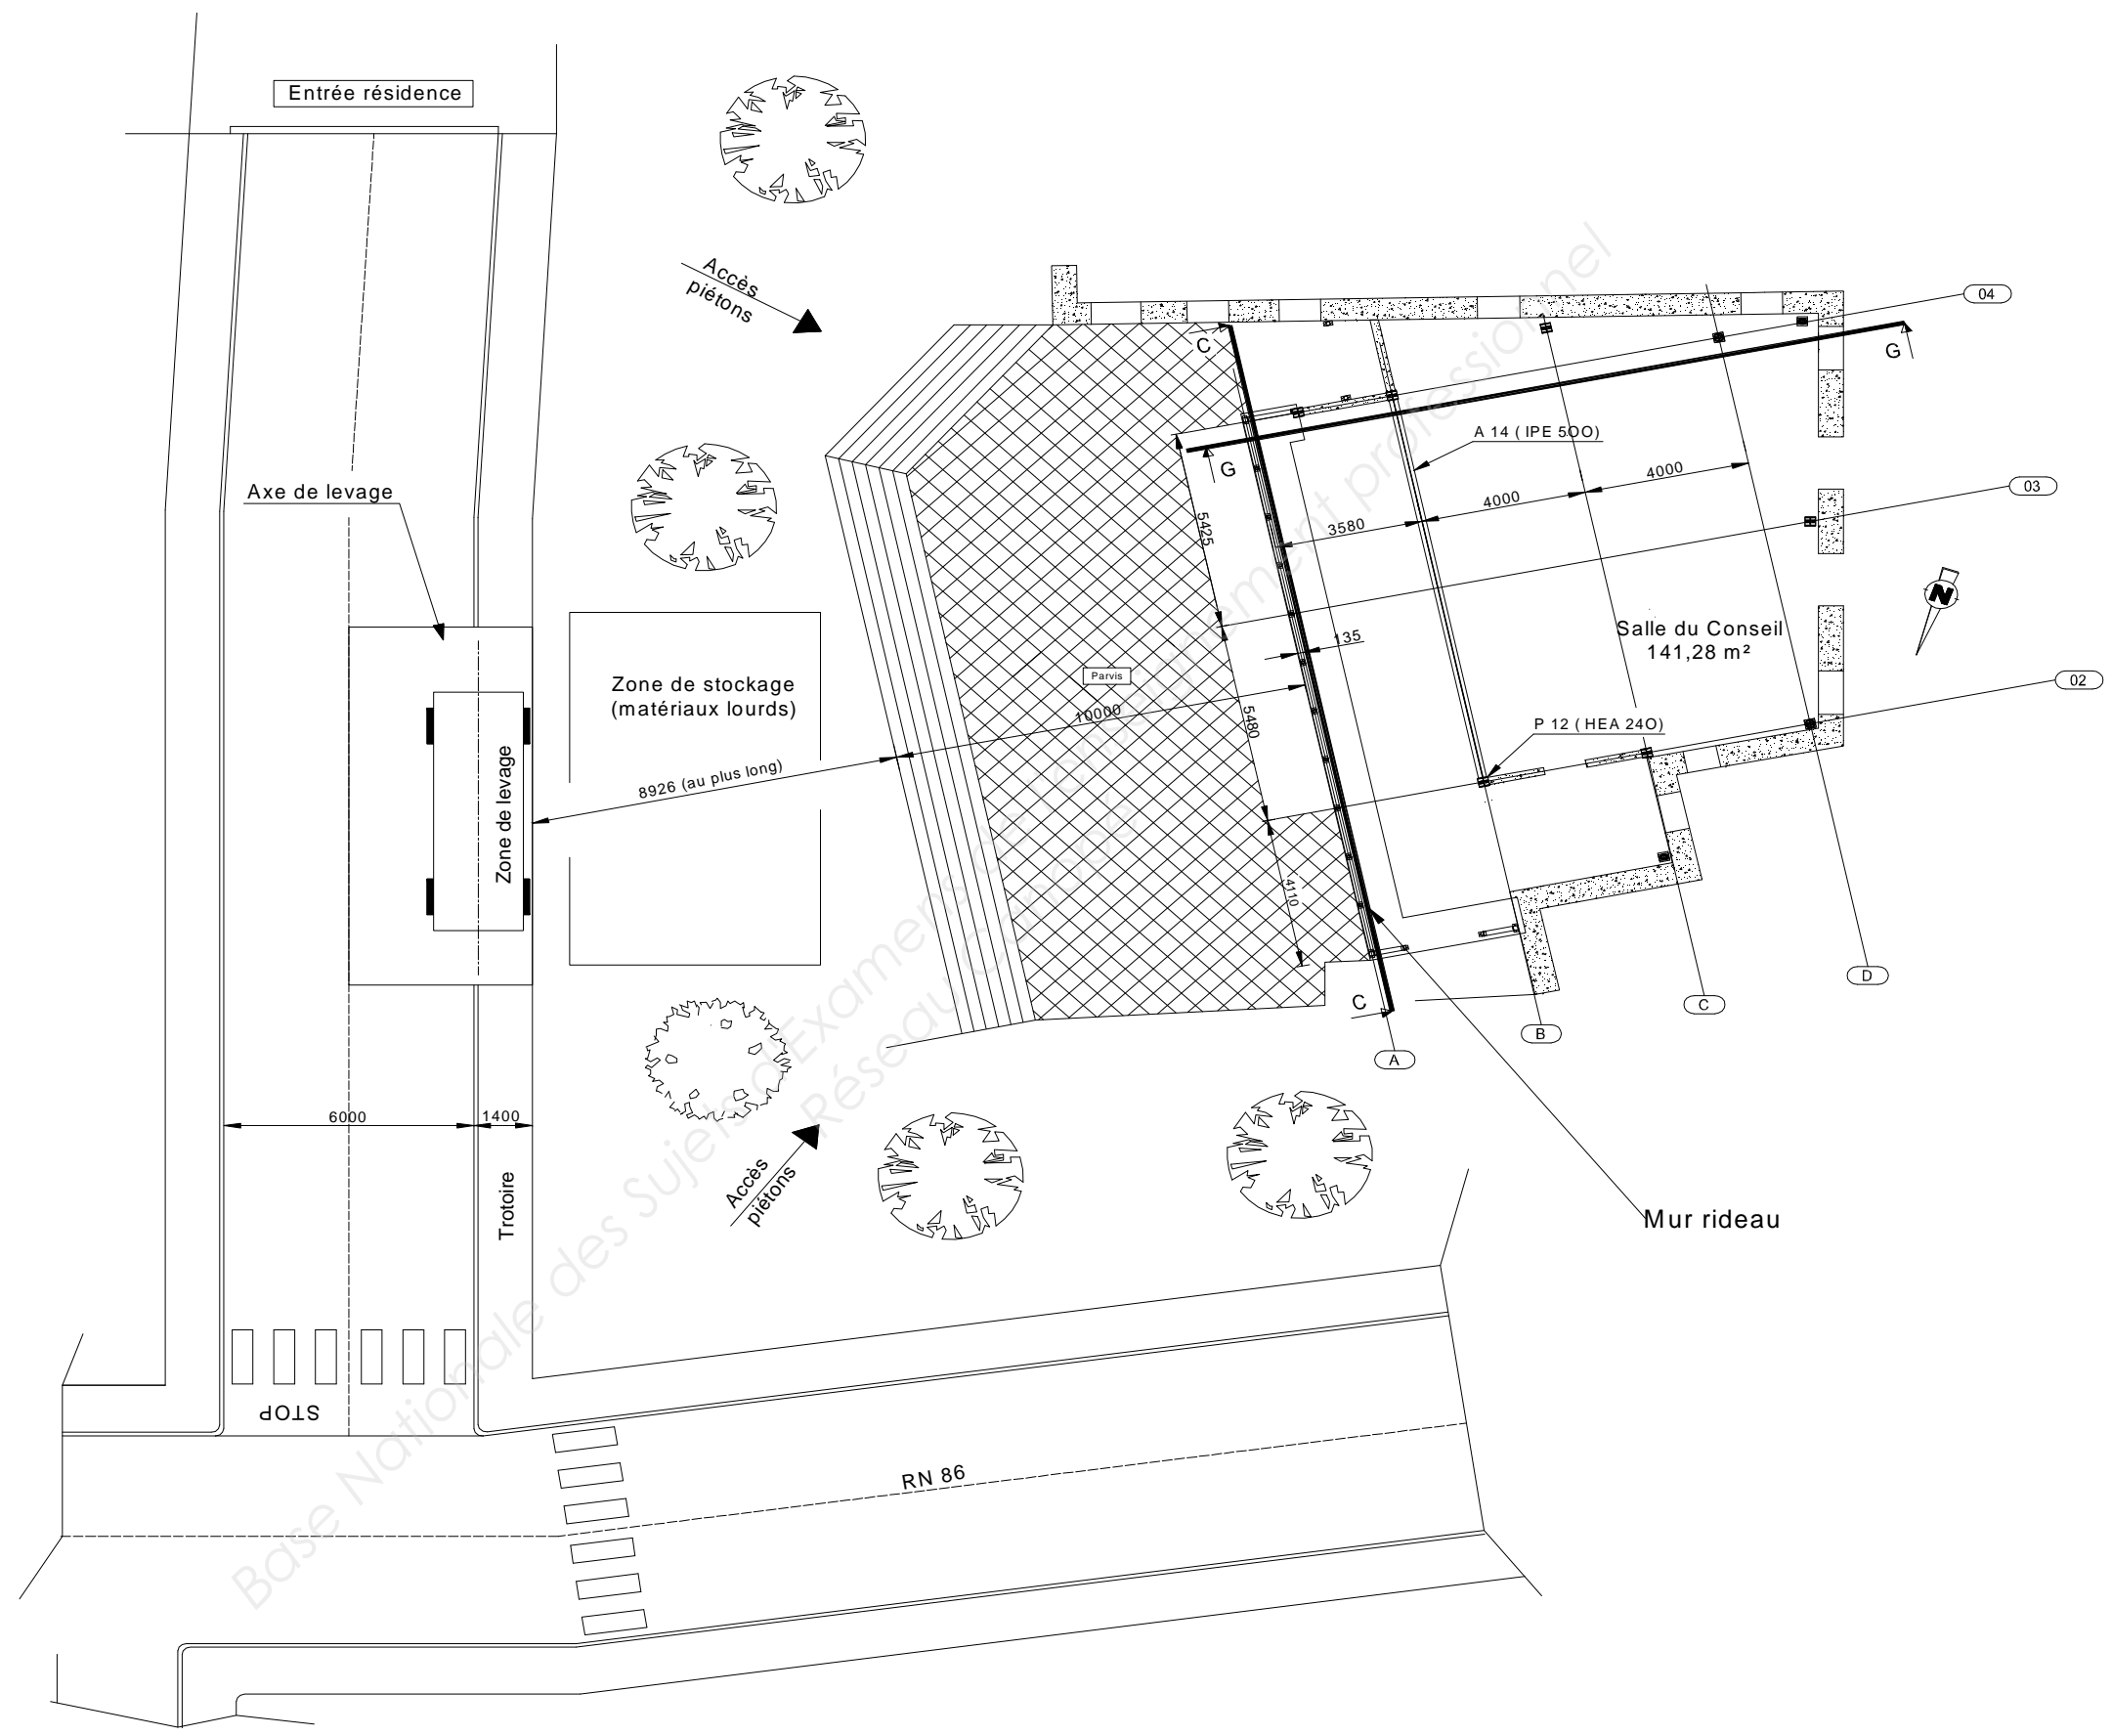 Entrée résidence
Accès
piétons
04
C
G
A 14 ( IPE 5OO)
G
4000
4000
03
Axe de levage
5425
3580
N
135
Salle du Conseil
141,28 m²
Zone de stockage
(matériaux lourds)
Parvis
02
10000
5480
P 12 ( HEA 24O)
8926 (au plus long)
Zone de levage
4110
D
C
C
B
A
6000
1400
Trotoire
Accès
piétons
Mur rideau
STOP
RN 86
Base Nationale des Sujets d'Examens de l'enseignement professionnel
Réseau Canopé